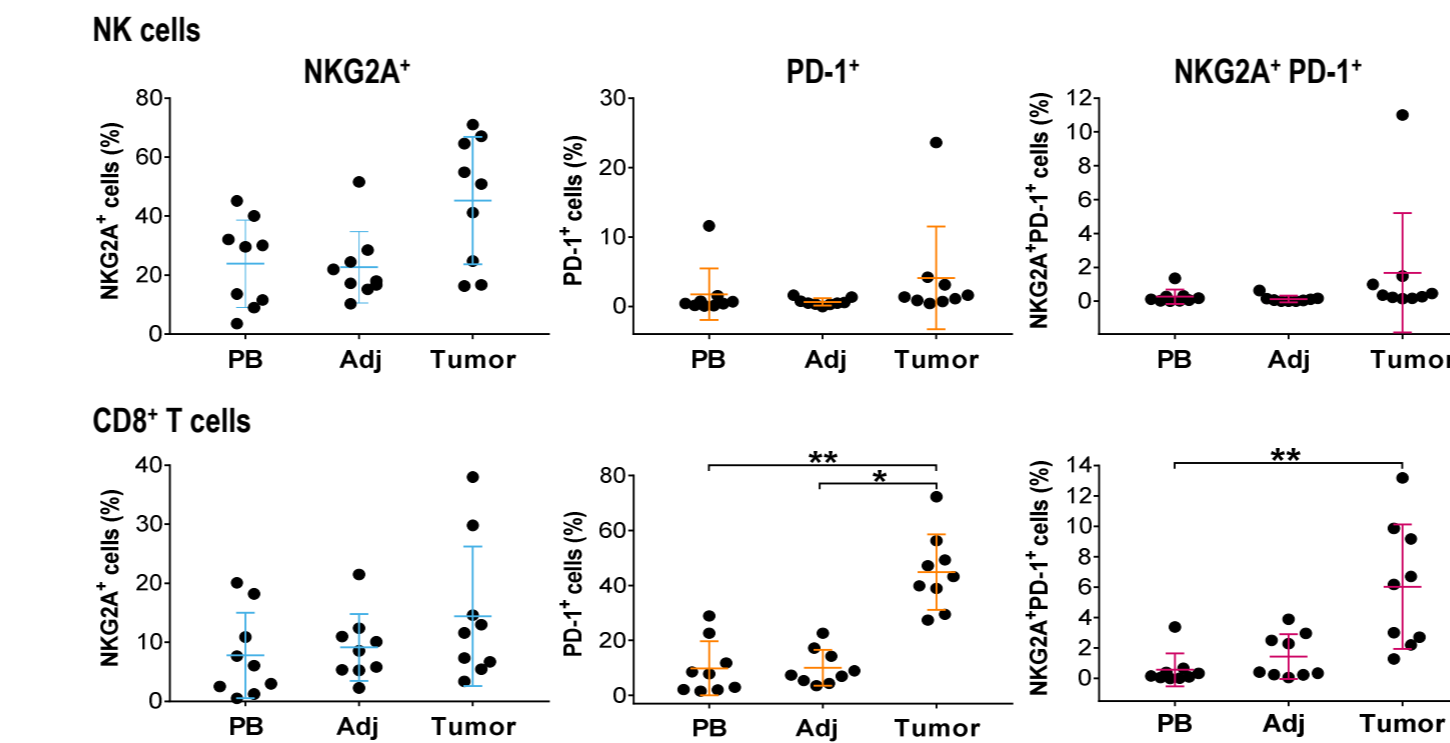 NK cells
NKG2A⁺
PD-1⁺
NKG2A⁺ PD-1⁺
NKG2A⁺ cells (%)
80
60
40
20
0
PB Adj Tumor
PD-1⁺ cells (%)
30
20
10
0
PB Adj Tumor
NKG2A⁺PD-1⁺ cells (%)
12
10
8
6
4
2
0
PB Adj Tumor
CD8⁺ T cells
NKG2A⁺ cells (%)
40
30
20
10
0
PB Adj Tumor
PD-1⁺ cells (%)
80
60
40
20
0
**
*
PB Adj Tumor
NKG2A⁺PD-1⁺ cells (%)
14
12
10
8
6
4
2
0
**
PB Adj Tumor